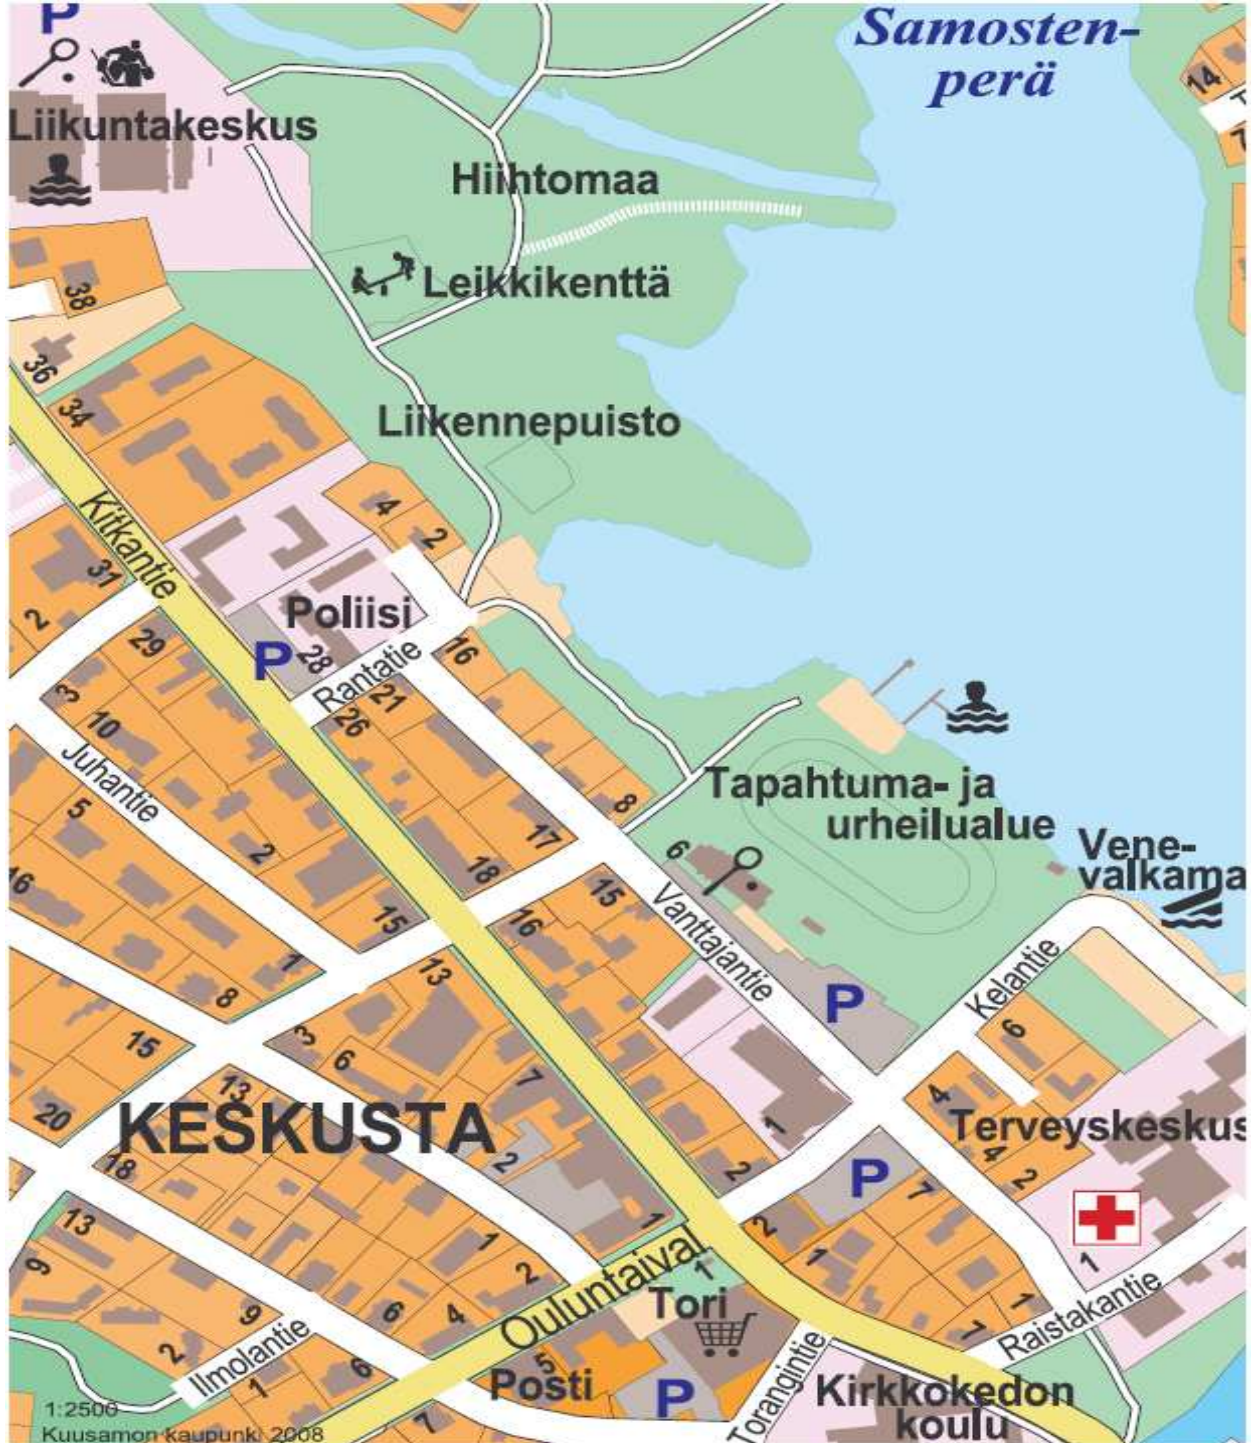 P
Samosten-
perä
14
7
Liikuntakeskus
Hiihtomaa
38
Leikkikenttä
36
34
Liikennepuisto
Kitkantie
4
2
31
2
29
Poliisi
P
28
Rantatie
16
3
10
26
21
Juhantie
5
2
18
17
8
Tapahtuma- ja
urheilualue
6
Vene-
valkama
16
15
16
15
Vanttajantie
1
8
13
Kelantie
P
15
3
6
7
6
20
13
KESKUSTA
4
Terveyskeskus
18
2
1
2
4
2
P
7
13
1
2
1
1
9
1
2
Ouluntaival
1
Tori
1
9
6
4
1
7
Raistakantie
2
Ilmolantie
1
6
5
Posti
P
Torangintie
Kirkkokedon
koulu
7
1:2500
Kuusamon kaupunki 2008